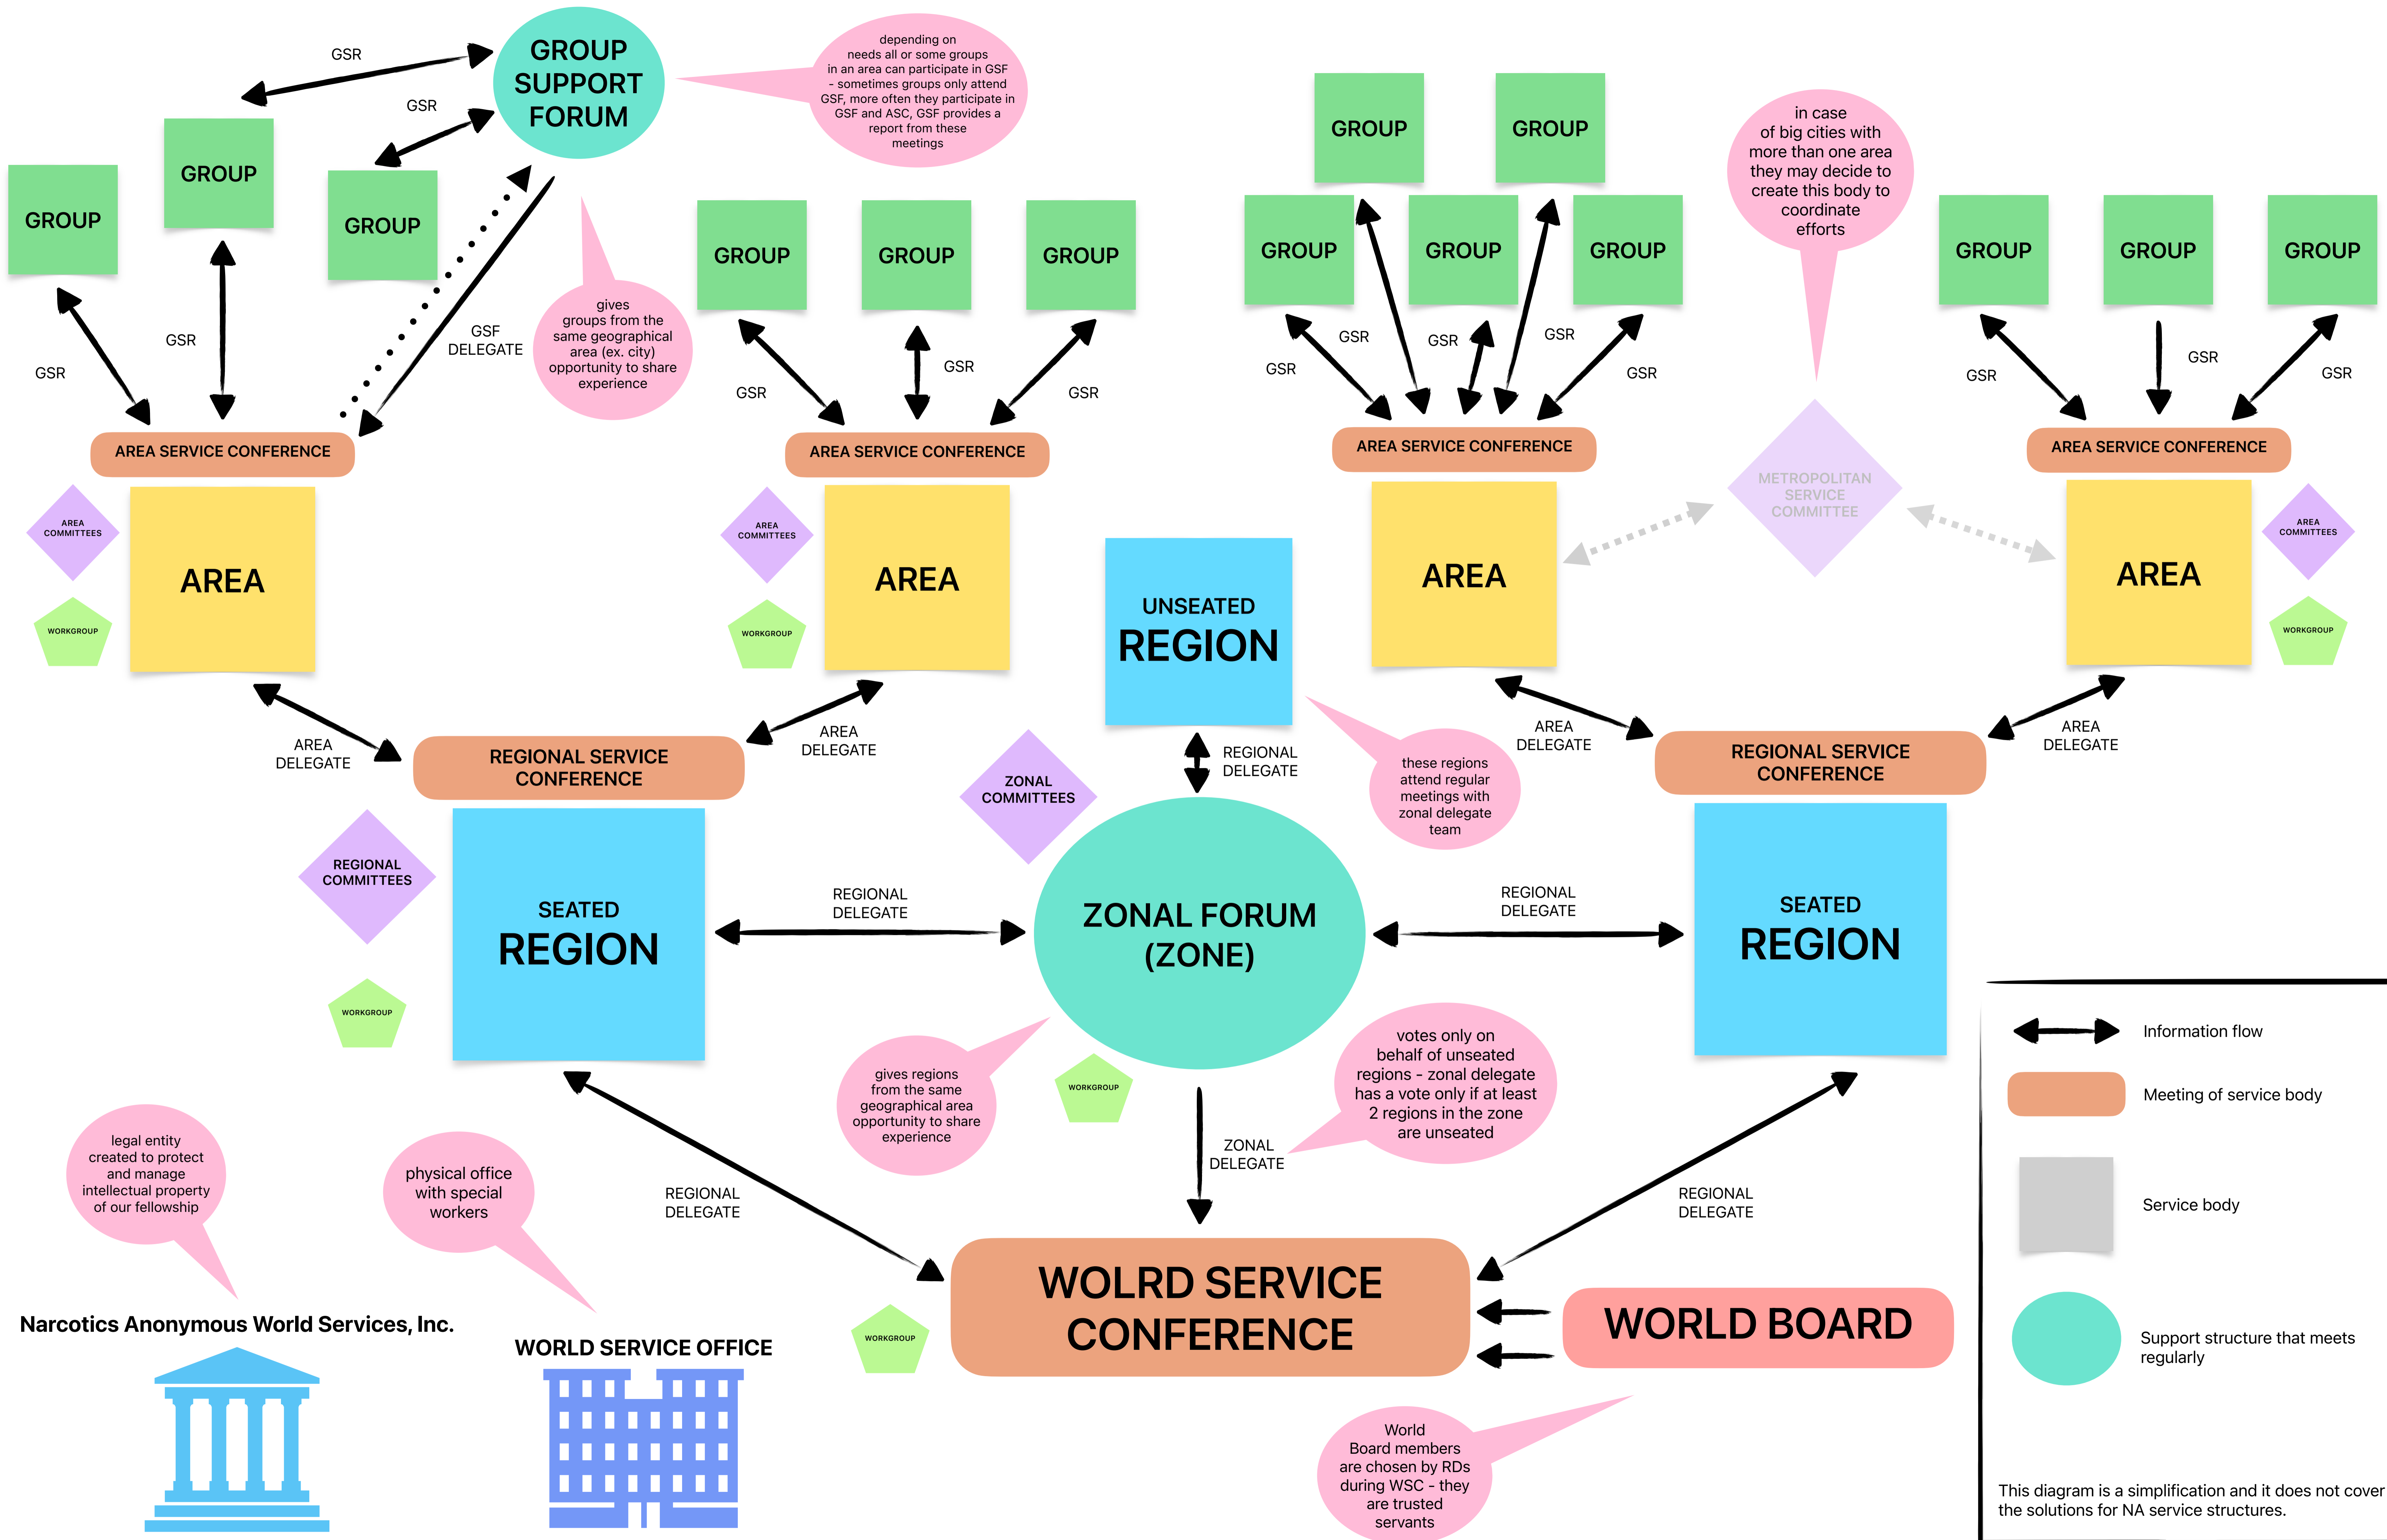 GSR
GROUP
SUPPORT
FORUM
depending on
needs all or some groups
in an area can participate in GSF
- sometimes groups only attend
GSF, more often they participate in
GSF and ASC, GSF provides a
report from these
meetings
GSR
GROUP
GROUP
GROUP
GSR
GSR
GSF
DELEGATE
gives
groups from the
same geographical
area (ex. city)
opportunity to share
experience
GROUP
GROUP
GROUP
GSR
GSR
GSR
GROUP
GROUP
GROUP
GROUP
GROUP
GSR
GSR
GSR
GSR
GSR
in case
of big cities with
more than one area
they may decide to
create this body to
coordinate
efforts
GROUP
GROUP
GROUP
GSR
GSR
GSR
AREA SERVICE CONFERENCE
AREA SERVICE CONFERENCE
AREA SERVICE CONFERENCE
AREA SERVICE CONFERENCE
AREA
COMMITTEES
AREA
WORKGROUP
AREA
COMMITTEES
AREA
WORKGROUP
UNSEATED
REGION
AREA
METROPOLITAN
SERVICE
COMMITTEE
AREA
AREA
COMMITTEES
WORKGROUP
AREA
DELEGATE
AREA
DELEGATE
REGIONAL SERVICE
CONFERENCE
ZONAL
COMMITTEES
REGIONAL
DELEGATE
these regions
attend regular
meetings with
zonal delegate
team
AREA
DELEGATE
AREA
DELEGATE
REGIONAL SERVICE
CONFERENCE
REGIONAL
COMMITTEES
WORKGROUP
SEATED
REGION
REGIONAL
DELEGATE
ZONAL FORUM
(ZONE)
REGIONAL
DELEGATE
SEATED
REGION
gives regions
from the same
geographical area
opportunity to share
experience
WORKGROUP
votes only on
behalf of unseated
regions - zonal delegate
has a vote only if at least
2 regions in the zone
are unseated
ZONAL
DELEGATE
REGIONAL
DELEGATE
REGIONAL
DELEGATE
legal entity
created to protect
and manage
intellectual property
of our fellowship
physical office
with special
workers
Narcotics Anonymous World Services, Inc.
WORLD SERVICE OFFICE
WORKGROUP
WOLRD SERVICE
CONFERENCE
WORLD BOARD
World
Board members
are chosen by RDs
during WSC - they
are trusted
servants
Information flow
Meeting of service body
Service body
Support structure that meets
regularly
This diagram is a simplification and it does not cover
the solutions for NA service structures.